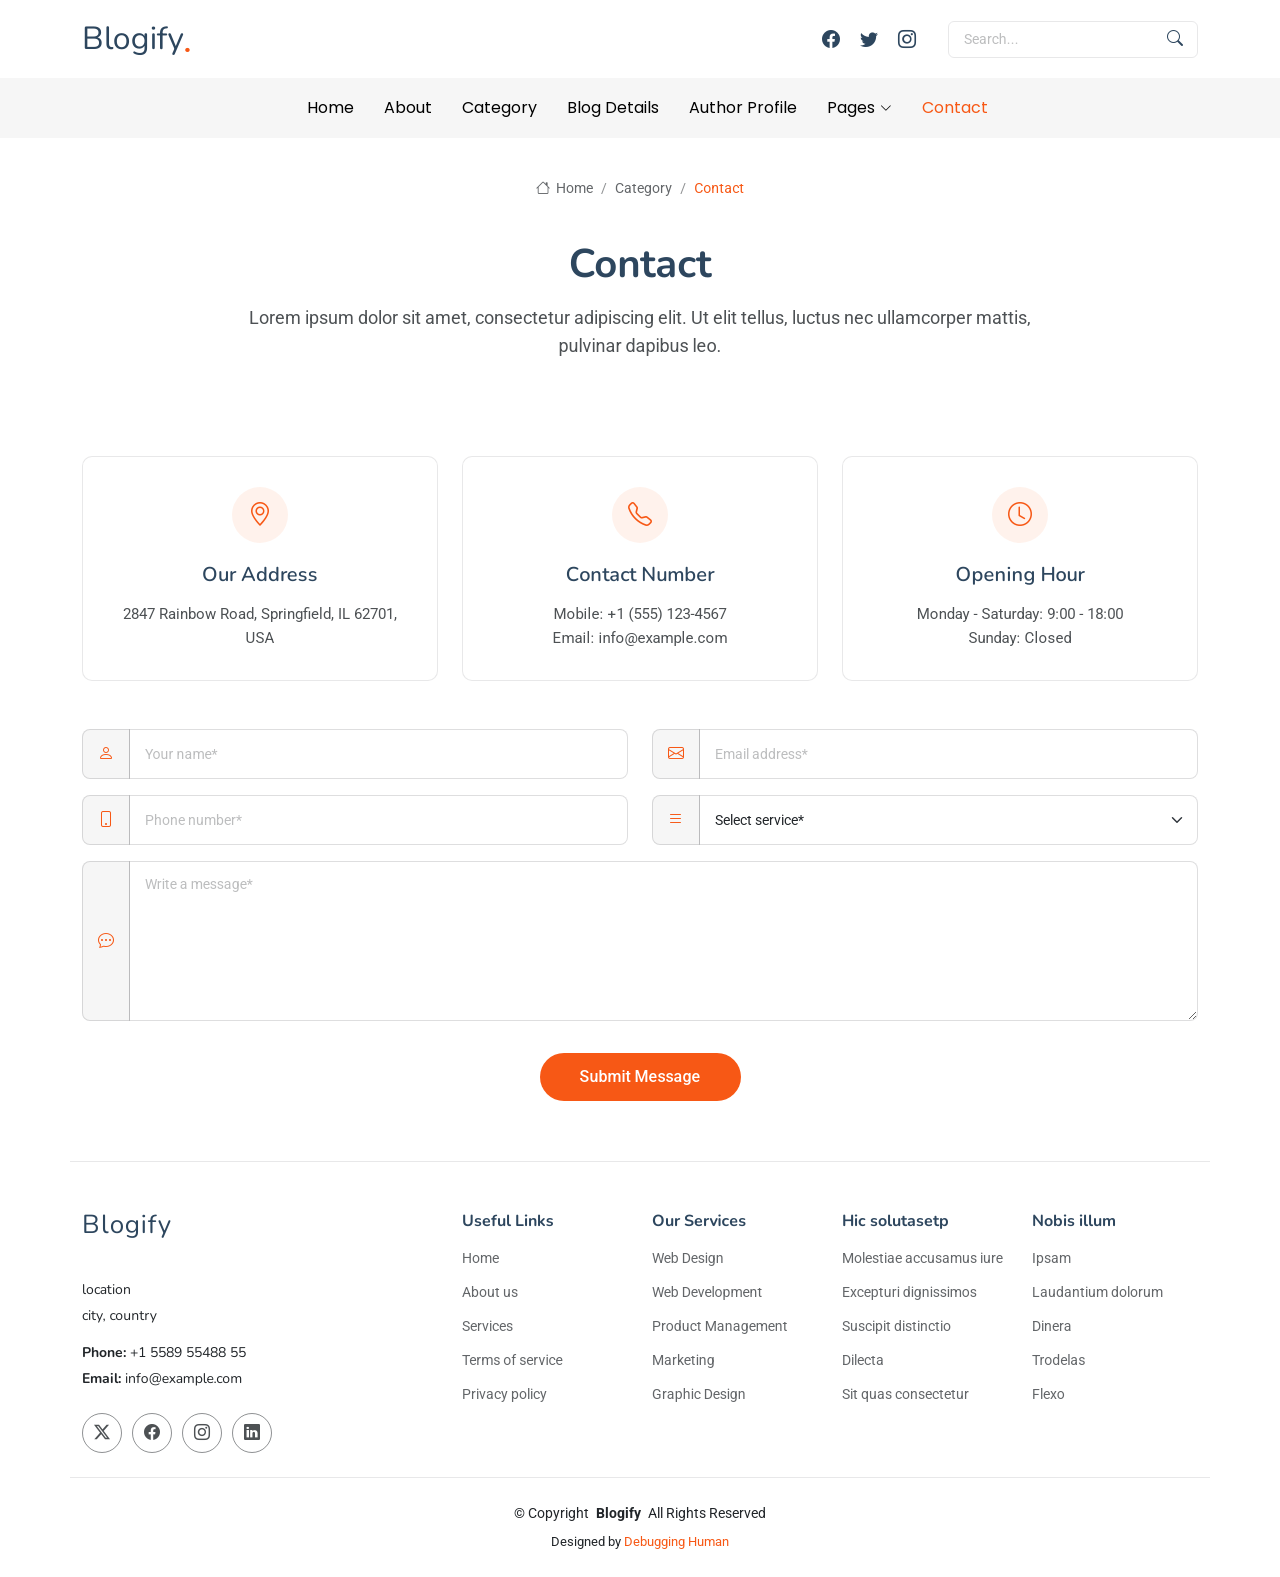 Blogify.
Search...
Home About Category Blog Details Author Profile Pages Contact
Home / Category / Contact
Contact
Lorem ipsum dolor sit amet, consectetur adipiscing elit. Ut elit tellus, luctus nec ullamcorper mattis,
pulvinar dapibus leo.
Our Address
2847 Rainbow Road, Springfield, IL 62701,
USA
Contact Number
Mobile: +1 (555) 123-4567
Email: info@example.com
Opening Hour
Monday - Saturday: 9:00 - 18:00
Sunday: Closed
Your name*
Email address*
Phone number*
Select service*
Write a message*
Submit Message
Blogify
location
city, country
Phone: +1 5589 55488 55
Email: info@example.com
Useful Links
Home
About us
Services
Terms of service
Privacy policy
Our Services
Web Design
Web Development
Product Management
Marketing
Graphic Design
Hic solutasetp
Molestiae accusamus iure
Excepturi dignissimos
Suscipit distinctio
Dilecta
Sit quas consectetur
Nobis illum
Ipsam
Laudantium dolorum
Dinera
Trodelas
Flexo
© Copyright Blogify All Rights Reserved
Designed by Debugging Human